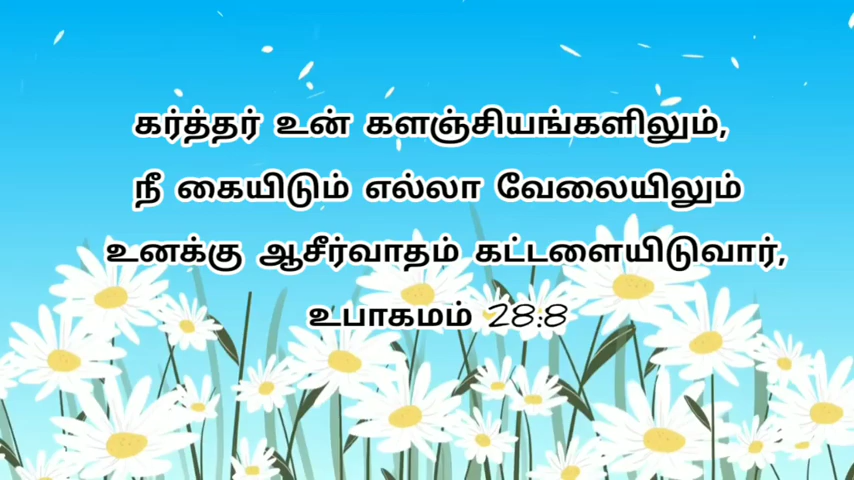 கர்த்தர் உன் களஞ்சியங்களிலும்,
நீ கையிடும் எல்லா வேலையிலும்
உனக்கு ஆசீர்வாதம் கட்டளையிடுவார்,
உபாகமம் 28:8